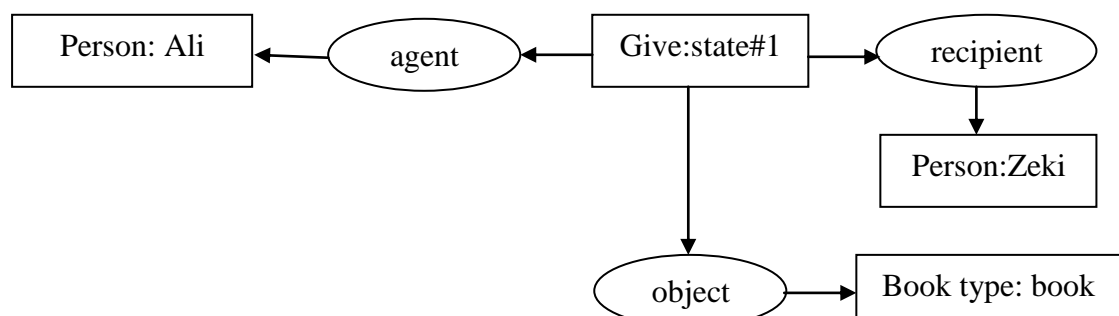 Person: Ali
agent
Give:state#1
recipient
Person:Zeki
object
Book type: book